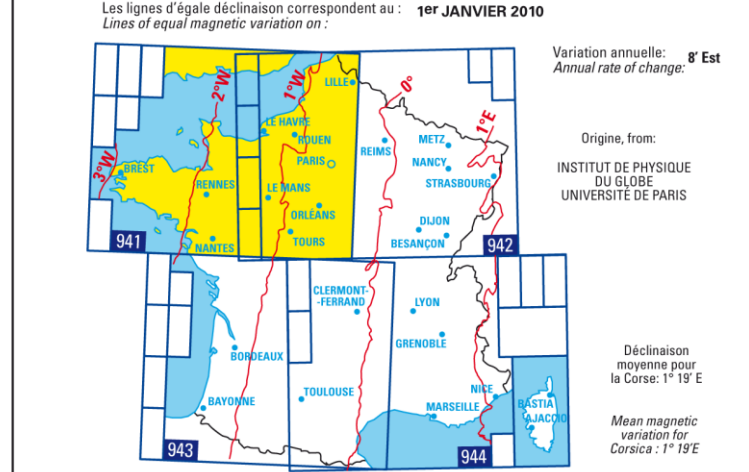 Les lignes d'égale déclinaison correspondent au : 1er JANVIER 2010
Lines of equal magnetic variation on :
Variation annuelle: 8' Est
Annual rate of change:
Origine, from:
INSTITUT DE PHYSIQUE
DU GLOBE
UNIVERSITÉ DE PARIS
Déclinaison
moyenne pour
la Corse: 1° 19' E
Mean magnetic
variation for
Corsica : 1° 19'E
3°W
2°W
1°W
0°
1°E
LILLE
LE HAVRE
ROUEN
PARIS
REIMS
METZ
NANCY
STRASBOURG
BREST
RENNES
LE MANS
ORLÉANS
TOURS
NANTES
DIJON
BESANÇON
941
942
CLERMONT-
-FERRAND
LYON
GRENOBLE
BORDEAUX
BAYONNE
TOULOUSE
MARSEILLE
NICE
BASTIA
AJACCIO
943
944